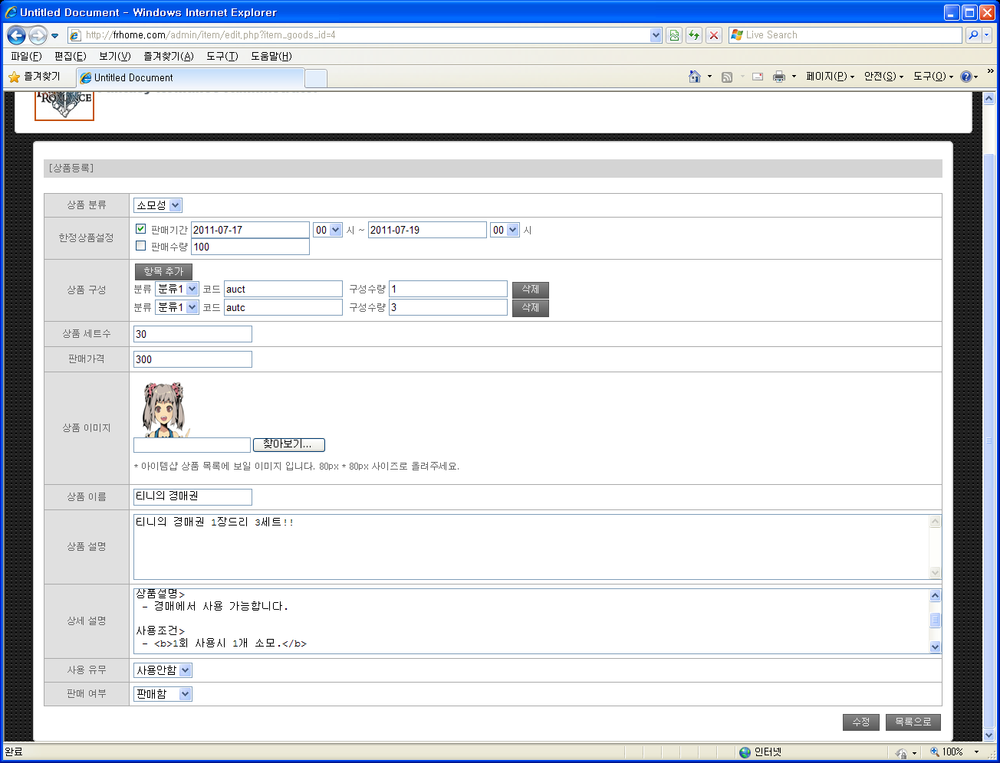 Untitled Document - Windows Internet Explorer
http://frhome.com/admin/item/edit.php?item_goods_id=4
Live Search
파일(F) 편집(E) 보기(V) 즐겨찾기(A) 도구(T) 도움말(H)
즐겨찾기 Untitled Document 페이지(P) 안전(S) 도구(O)
ROMANCE
[상품등록]
상품 분류 소모성
한정상품설정 판매기간 2011-07-17 00 시 ~ 2011-07-19 00 시
판매수량 100
상품 구성 항목 추가
분류 분류1 코드 auct 구성수량 1 삭제
분류 분류1 코드 autc 구성수량 3 삭제
상품 세트수 30
판매가격 300
상품 이미지
찾아보기...
* 아이템샵 상품 목록에 보일 이미지 입니다. 80px * 80px 사이즈로 올려주세요.
상품 이름 티니의 경매권
상품 설명 티니의 경매권 1장드리 3세트!!
상세 설명 상품설명>
- 경매에서 사용 가능합니다.
사용조건>
- <b>1회 사용시 1개 소모.</b>
사용 유무 사용안함
판매 여부 판매함
수정 목록으로
완료 인터넷 100%